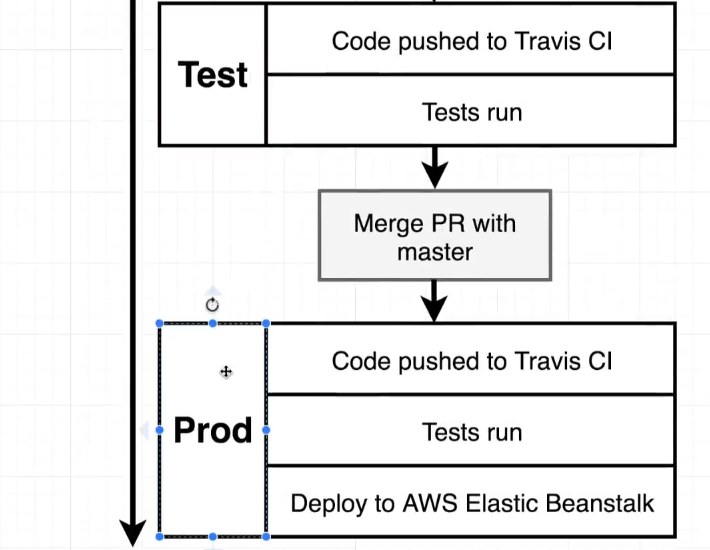 Test
Code pushed to Travis CI
Tests run
Merge PR with
master
Prod
Code pushed to Travis CI
Tests run
Deploy to AWS Elastic Beanstalk